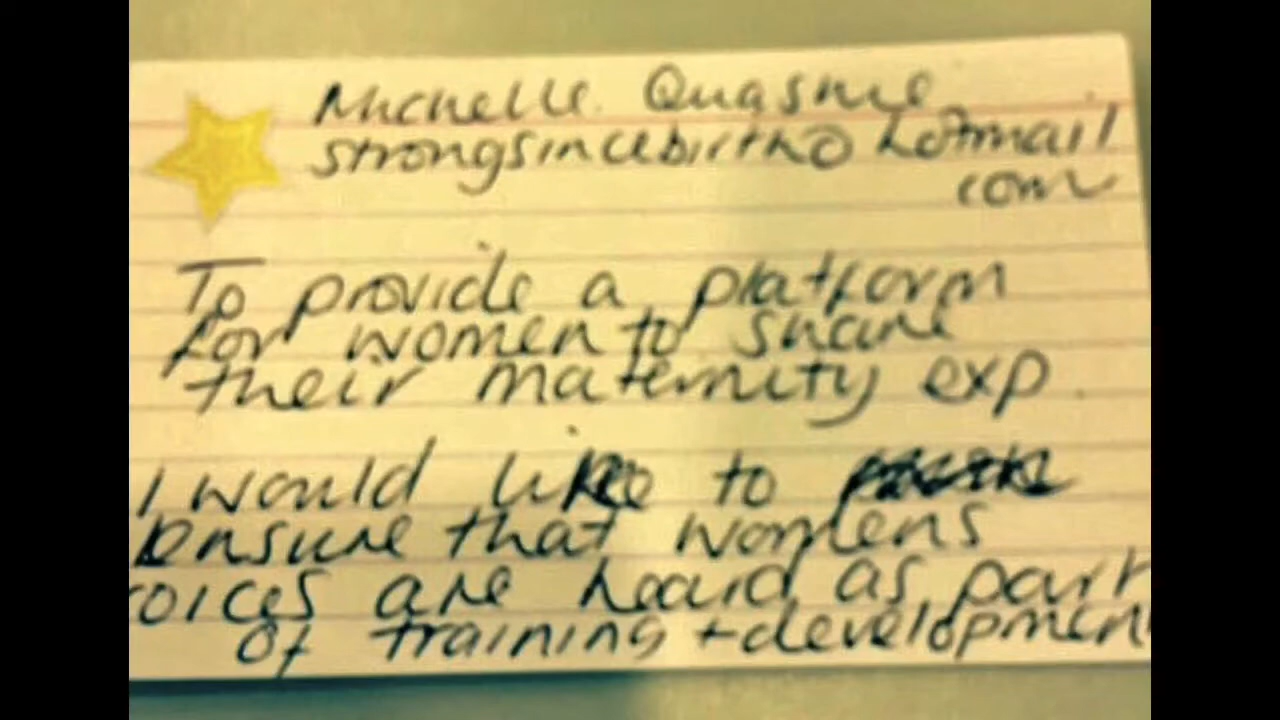 Michelle Quashie
strongsincebirth@hotmail
com
To provide a platform
for women to share
their maternity exp.
I would like to
ensure that womens
voices are heard as part
of training + development